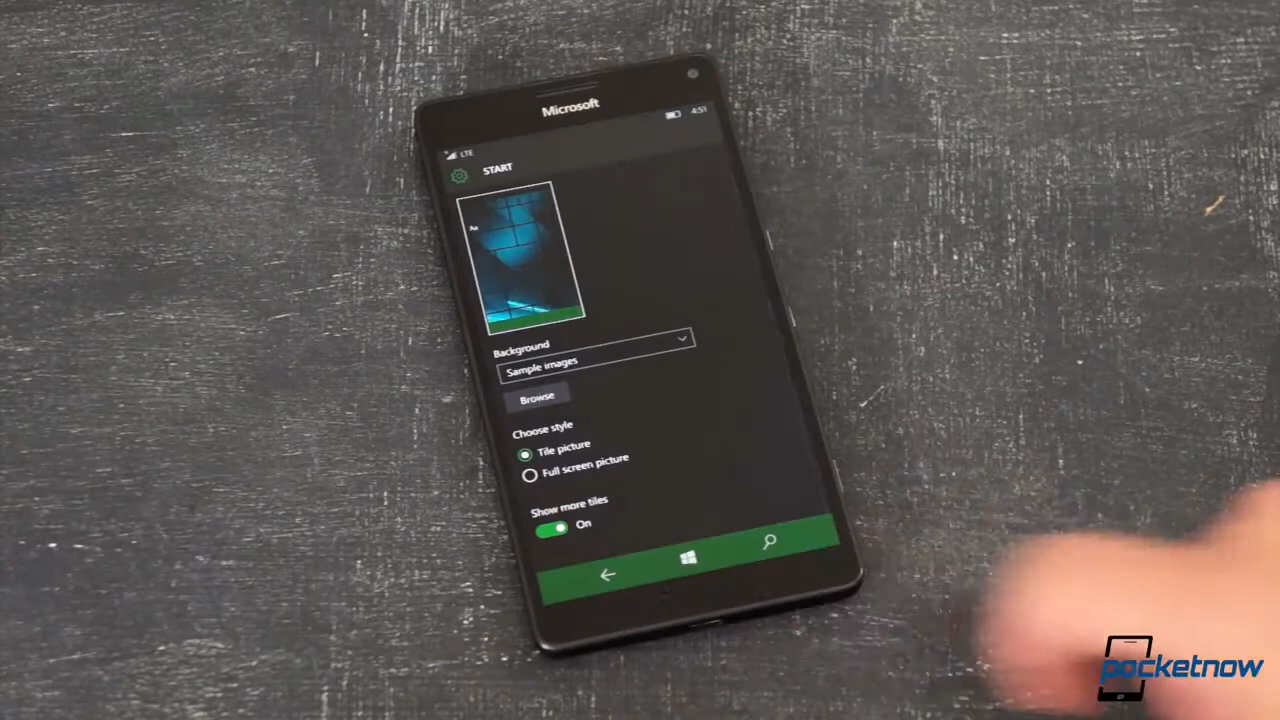 Microsoft
LTE
4:51
START
Ae
Background
Sample images
Browse
Choose style
Tile picture
Full screen picture
Show more tiles
On
pocketnow